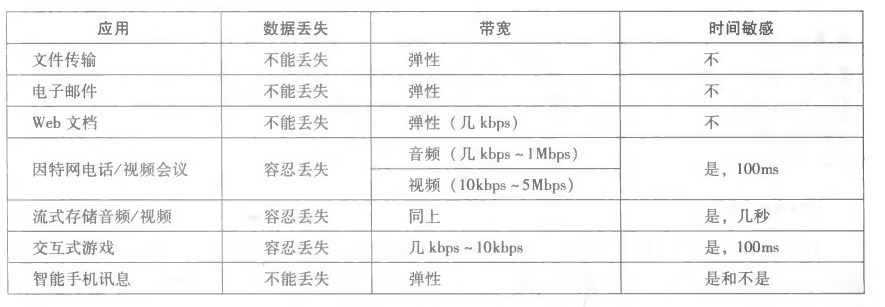 应用 数据丢失 带宽 时间敏感
文件传输 不能丢失 弹性 不
电子邮件 不能丢失 弹性 不
Web 文档 不能丢失 弹性（几 kbps） 不
因特网电话/视频会议 容忍丢失 音频（几 kbps ~ 1Mbps） 是，100ms
视频（10kbps ~ 5Mbps）
流式存储音频/视频 容忍丢失 同上 是，几秒
交互式游戏 容忍丢失 几 kbps ~ 10kbps 是，100ms
智能手机讯息 不能丢失 弹性 是和不是